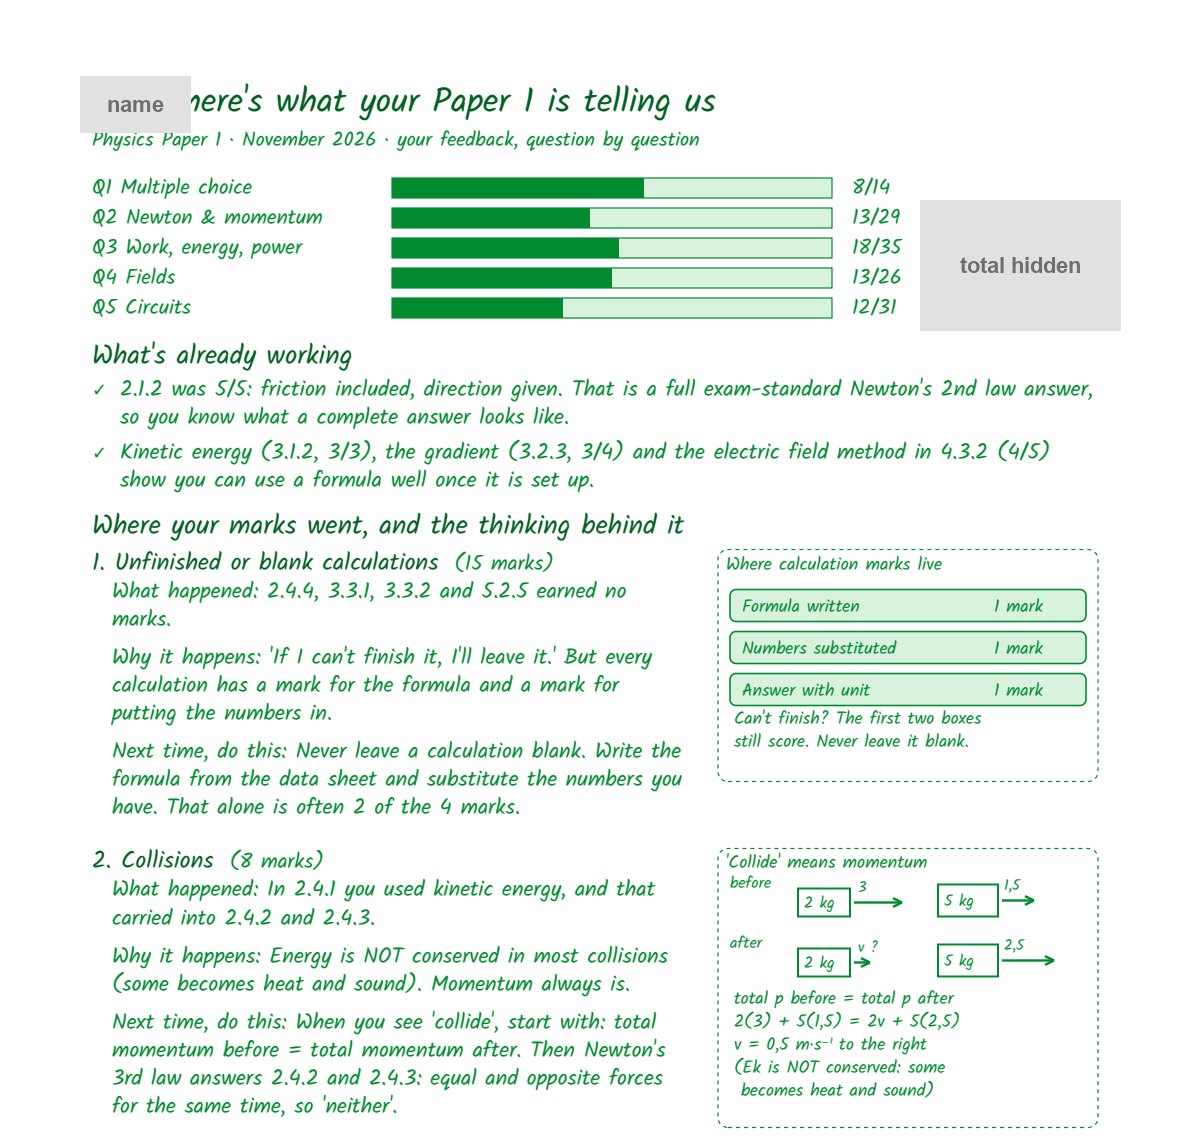 name
here's what your Paper 1 is telling us
Physics Paper 1 · November 2026 · your feedback, question by question
Q1 Multiple choice 8/14
Q2 Newton & momentum 13/29
Q3 Work, energy, power 18/35
Q4 Fields 13/26
Q5 Circuits 12/31
total hidden
What's already working
✓ 2.1.2 was 5/5: friction included, direction given. That is a full exam-standard Newton's 2nd law answer,
so you know what a complete answer looks like.
✓ Kinetic energy (3.1.2, 3/3), the gradient (3.2.3, 3/4) and the electric field method in 4.3.2 (4/5)
show you can use a formula well once it is set up.
Where your marks went, and the thinking behind it
1. Unfinished or blank calculations (15 marks)
What happened: 2.4.4, 3.3.1, 3.3.2 and 5.2.5 earned no
marks.
Why it happens: 'If I can't finish it, I'll leave it.' But every
calculation has a mark for the formula and a mark for
putting the numbers in.
Next time, do this: Never leave a calculation blank. Write the
formula from the data sheet and substitute the numbers you
have. That alone is often 2 of the 4 marks.
Where calculation marks live
Formula written 1 mark
Numbers substituted 1 mark
Answer with unit 1 mark
Can't finish? The first two boxes
still score. Never leave it blank.
2. Collisions (8 marks)
What happened: In 2.4.1 you used kinetic energy, and that
carried into 2.4.2 and 2.4.3.
Why it happens: Energy is NOT conserved in most collisions
(some becomes heat and sound). Momentum always is.
Next time, do this: When you see 'collide', start with: total
momentum before = total momentum after. Then Newton's
3rd law answers 2.4.2 and 2.4.3: equal and opposite forces
for the same time, so 'neither'.
'Collide' means momentum
before 2 kg 3 5 kg 1,5
after 2 kg v ? 5 kg 2,5
total p before = total p after
2(3) + 5(1,5) = 2v + 5(2,5)
v = 0,5 m·s⁻¹ to the right
(Ek is NOT conserved: some
becomes heat and sound)